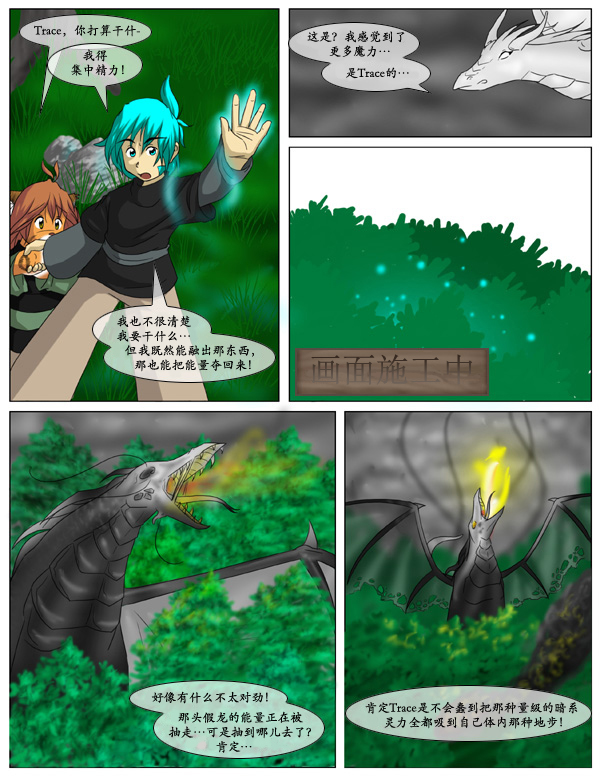 Trace，你打算干什-
我得
集中精力！
我也不很清楚
我要干什么…
但我既然能融出那东西，
那也能把能量夺回来！
这是？我感觉到了
更多魔力…
是Trace的…
画面施工中
好像有什么不太对劲！
那头假龙的能量正在被
抽走…可是抽到哪儿去了？
肯定…
肯定Trace是不会蠢到把那种量级的暗系
灵力全都吸到自己体内那种地步！